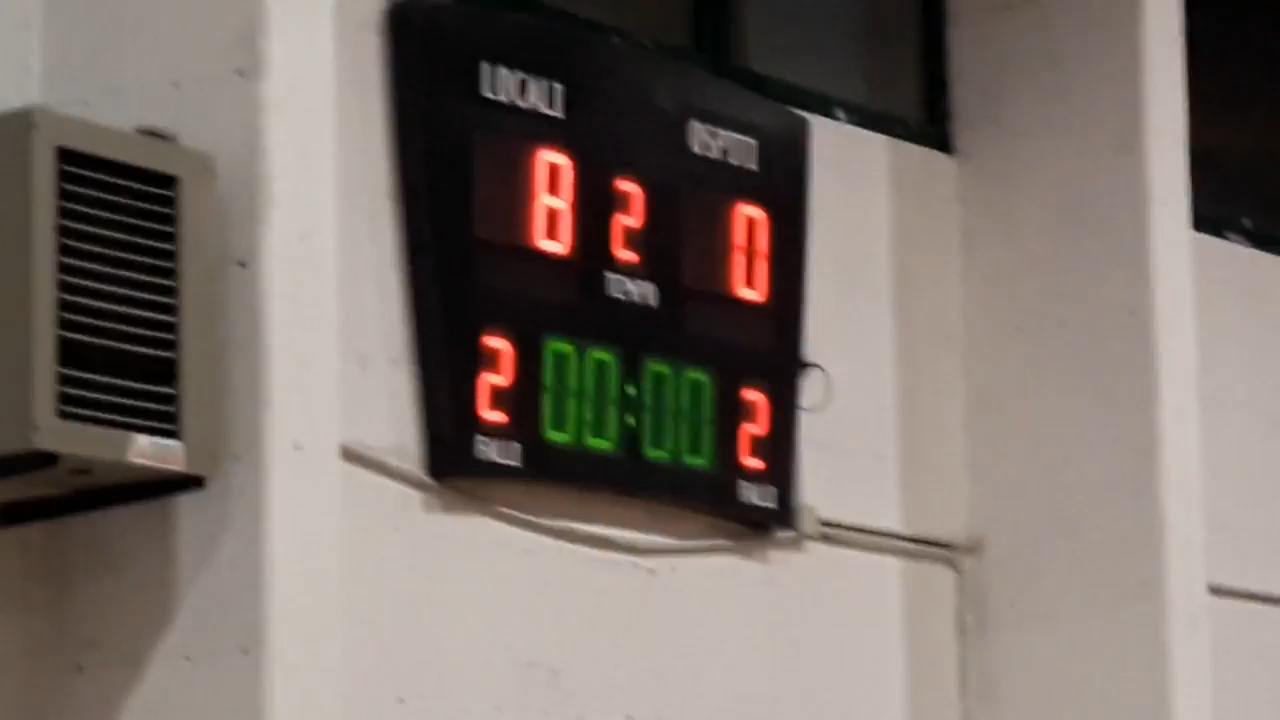 LOCALI
OSPITI
8 2 0
TEMPO
2 00:00 2
FALLI FALLI